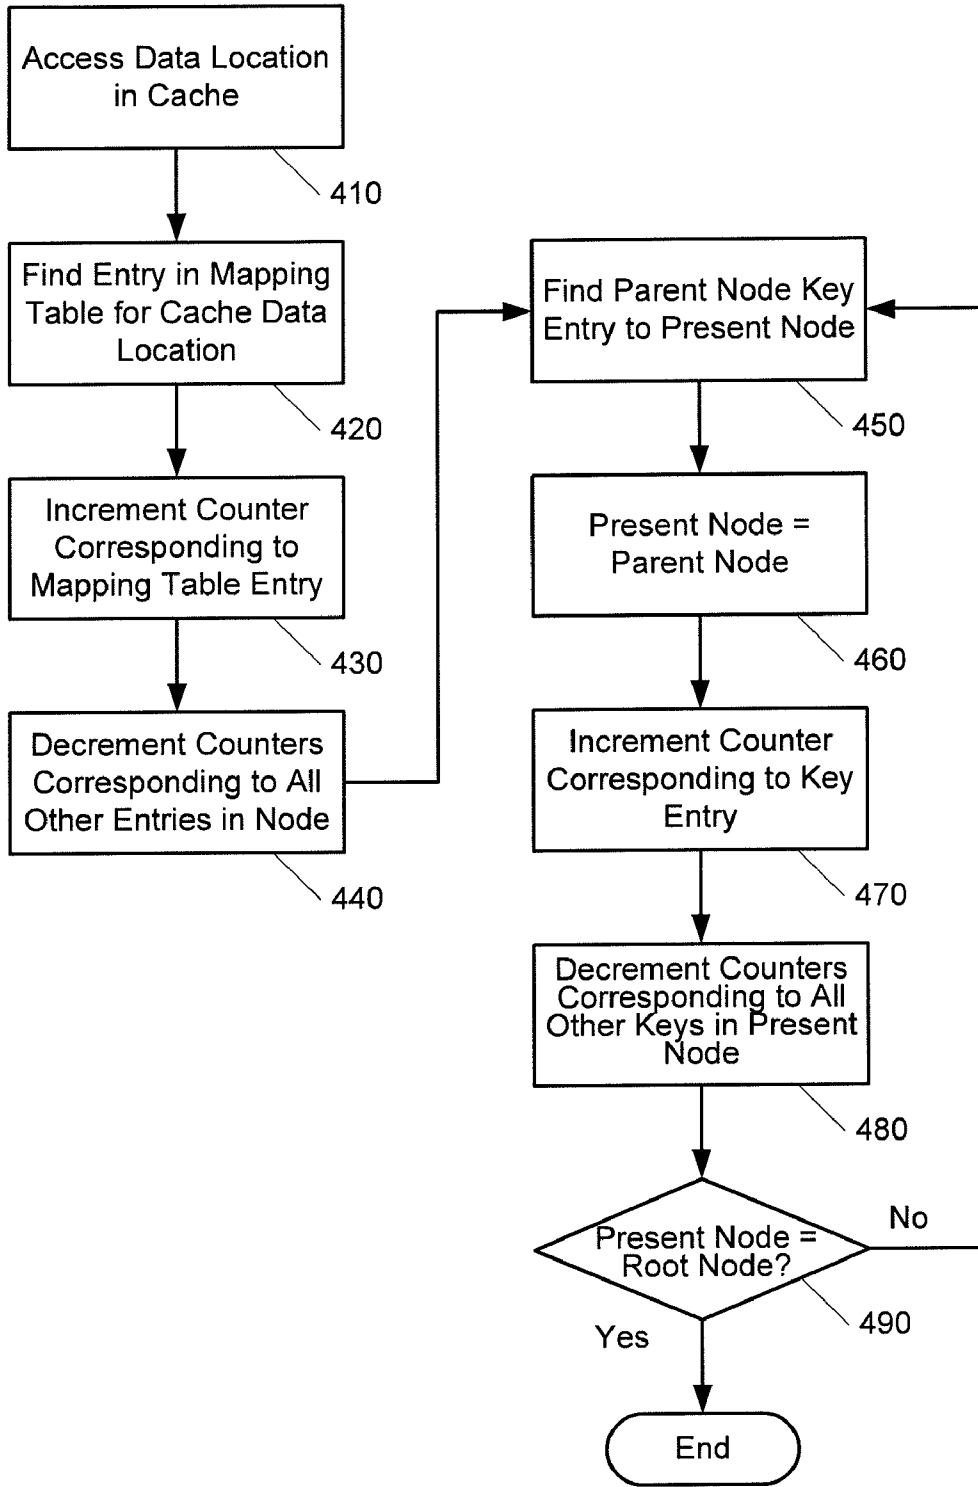 Access Data Location
in Cache
410
Find Entry in Mapping
Table for Cache Data
Location
420
Increment Counter
Corresponding to
Mapping Table Entry
430
Decrement Counters
Corresponding to All
Other Entries in Node
440
Find Parent Node Key
Entry to Present Node
450
Present Node =
Parent Node
460
Increment Counter
Corresponding to Key
Entry
470
Decrement Counters
Corresponding to All
Other Keys in Present
Node
480
Present Node =
Root Node?
490
No
Yes
End